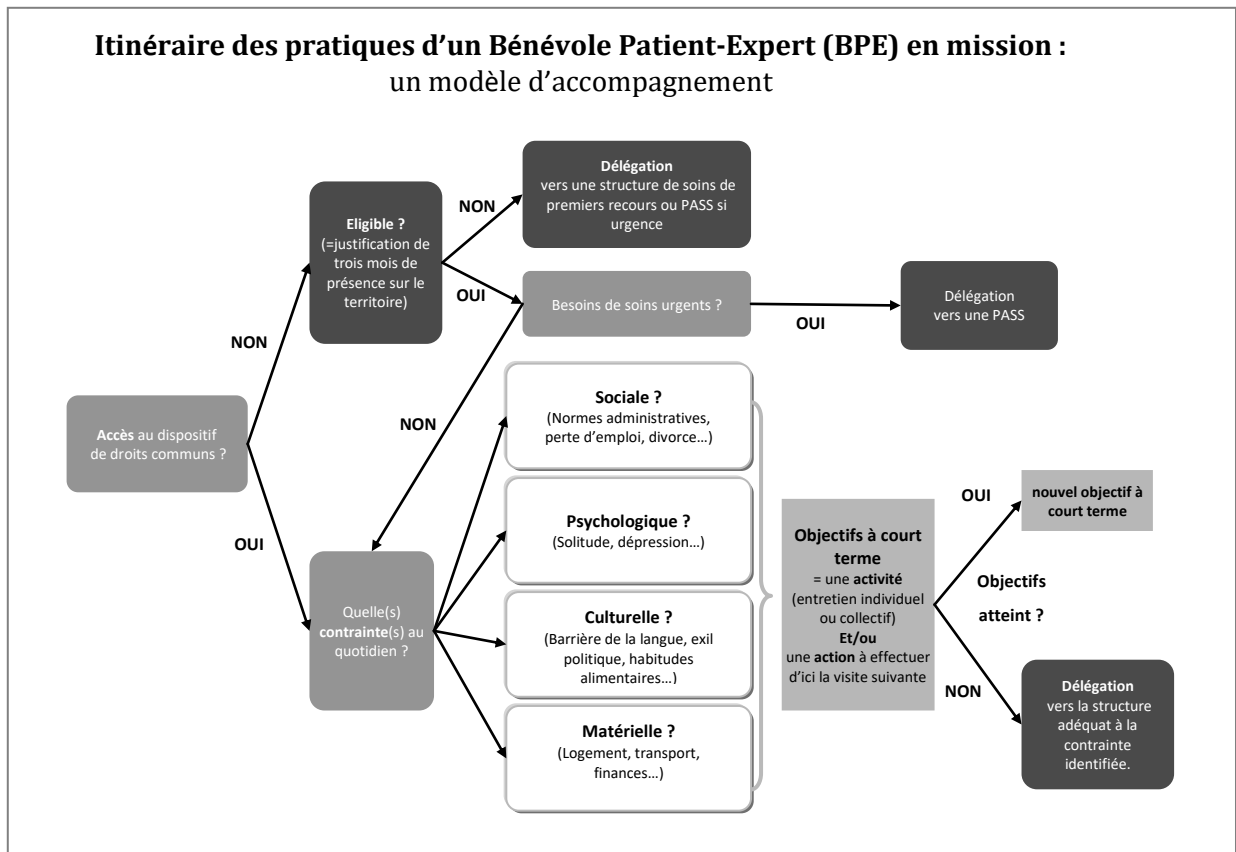 Itinéraire des pratiques d'un Bénévole Patient-Expert (BPE) en mission :
un modèle d'accompagnement
Délégation
vers une structure de soins de
premiers recours ou PASS si
urgence
NON
Eligible ?
(=justification de
trois mois de
présence sur le
territoire)
OUI
Besoins de soins urgents ?
OUI
Délégation
vers une PASS
NON
Accès au dispositif
de droits communs ?
NON
OUI
Quelle(s)
contrainte(s) au
quotidien ?
Sociale ?
(Normes administratives,
perte d'emploi, divorce…)
Psychologique ?
(Solitude, dépression…)
Culturelle ?
(Barrière de la langue, exil
politique, habitudes
alimentaires…)
Matérielle ?
(Logement, transport,
finances…)
Objectifs à court
terme
= une activité
(entretien individuel
ou collectif)
Et/ou
une action à effectuer
d'ici la visite suivante
OUI
nouvel objectif à
court terme
Objectifs
atteint ?
NON
Délégation
vers la structure
adéquat à la
contrainte
identifiée.